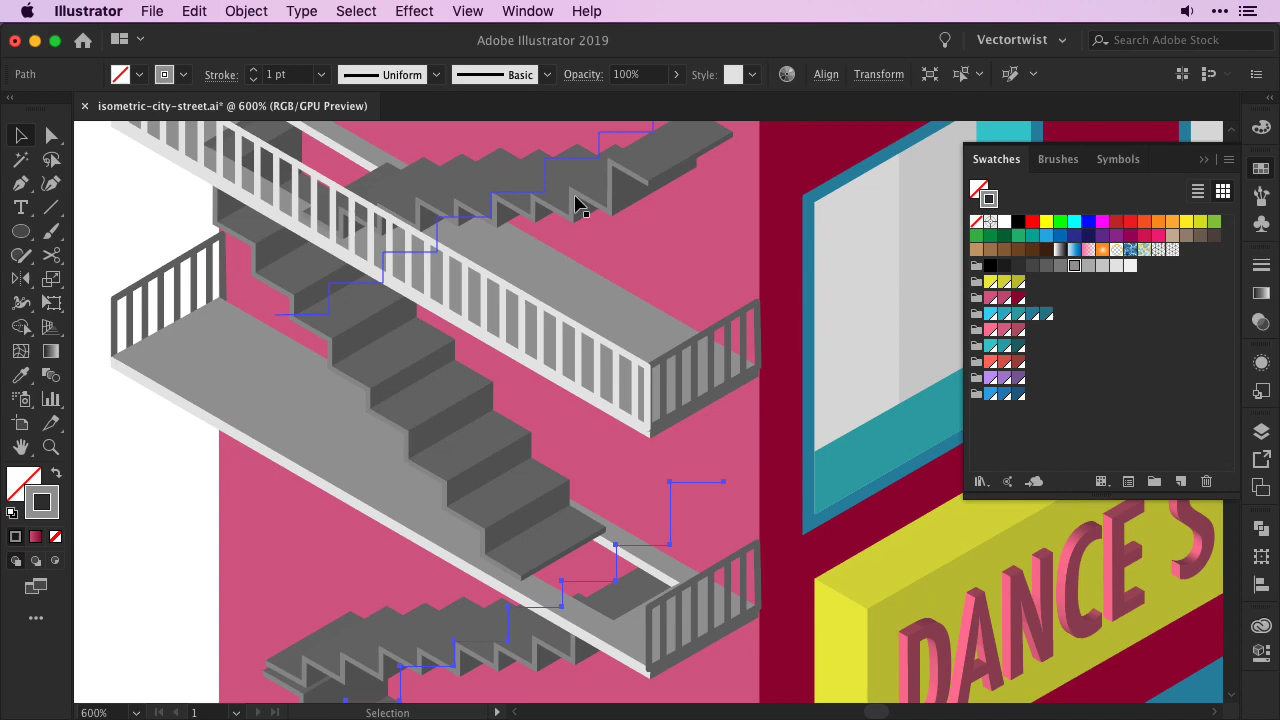 Illustrator File Edit Object Type Select Effect View Window Help
Adobe Illustrator 2019
Vectortwist
Search Adobe Stock
Path
Stroke: 1 pt
Uniform
Basic
Opacity: 100%
Style:
Align
Transform
isometric-city-street.ai* @ 600% (RGB/GPU Preview)
Swatches Brushes Symbols
DANCE S
600%
1
Selection